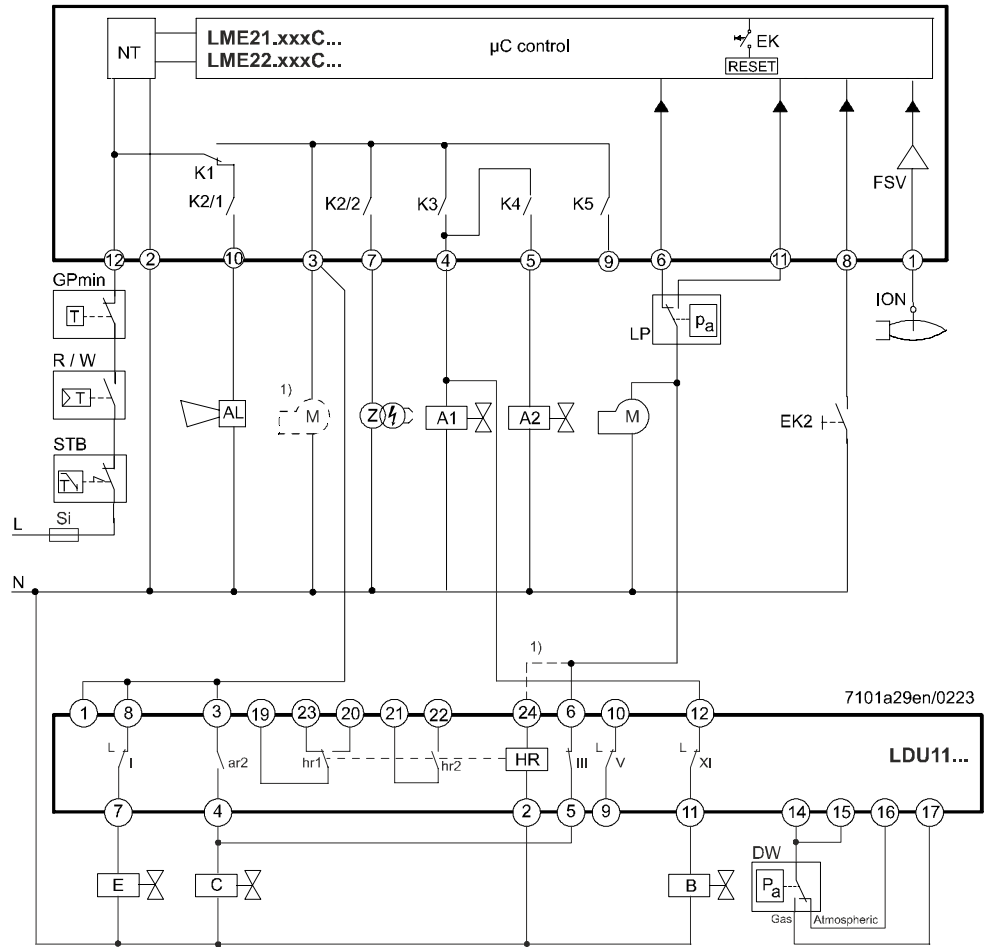 NT
LME21.xxxC...
LME22.xxxC...
µC control
EK
RESET
FSV
K1
K2/1
K2/2
K3
K4
K5
12
2
10
3
7
4
5
9
6
11
8
1
GPmin
T
R / W
T
STB
T
Si
L
N
AL
1)
M
Z
A1
A2
M
LP
Pa
EK2
ION
1)
7101a29en/0223
1
8
3
19
23
20
21
22
24
6
10
12
LDU11...
I
ar2
hr1
hr2
HR
III
V
XI
7
4
2
5
9
11
14
15
16
17
E
C
B
DW
Pa
Gas
Atmospheric